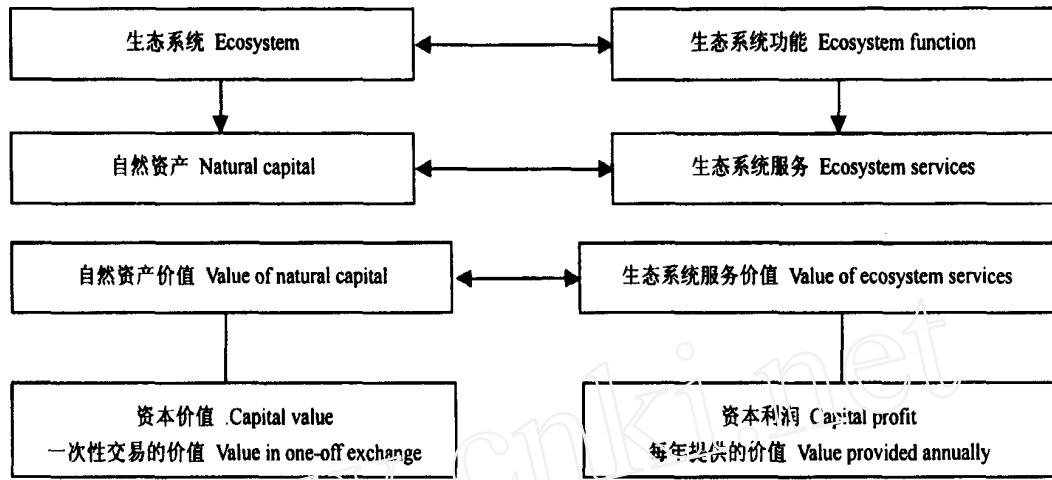 生态系统 Ecosystem
生态系统功能 Ecosystem function
自然资产 Natural capital
生态系统服务 Ecosystem services
自然资产价值 Value of natural capital
生态系统服务价值 Value of ecosystem services
资本价值 Capital value
一次性交易的价值 Value in one-off exchange
资本利润 Capital profit
每年提供的价值 Value provided annually
cnki.net